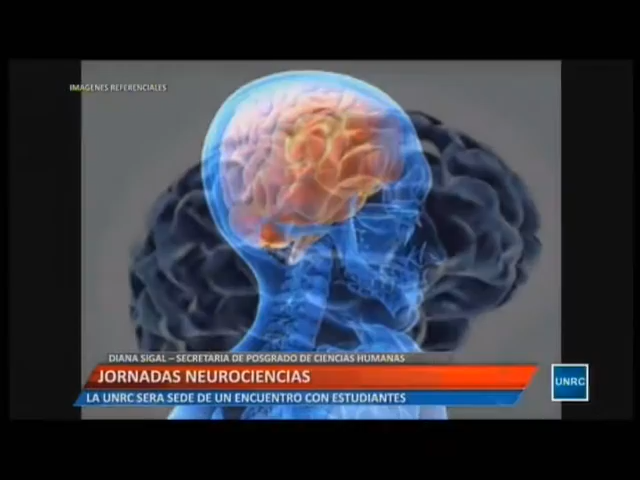 IMAGENES REFERENCIALES
DIANA SIGAL – SECRETARIA DE POSGRADO DE CIENCIAS HUMANAS
JORNADAS NEUROCIENCIAS
LA UNRC SERA SEDE DE UN ENCUENTRO CON ESTUDIANTES
UNRC